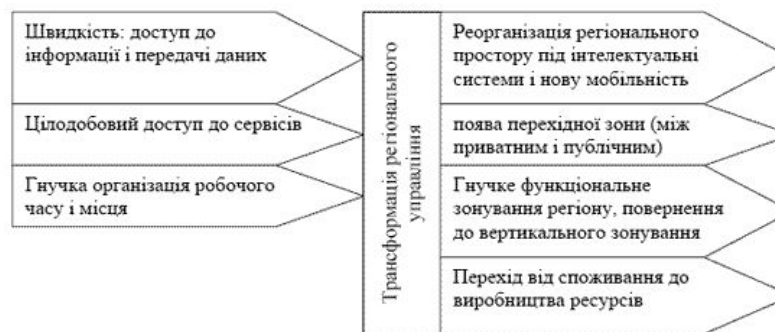 Швидкість: доступ до
інформації і передачі даних
Цілодобовий доступ до сервісів
Гнучка організація робочого
часу і місця
Трансформація регіонального
управління
Реорганізація регіонального
простору під інтелектуальні
системи і нову мобільність
поява перехідної зони (між
приватним і публічним)
Гнучке функціональне
зонування регіону, повернення
до вертикального зонування
Перехід від споживання до
виробництва ресурсів